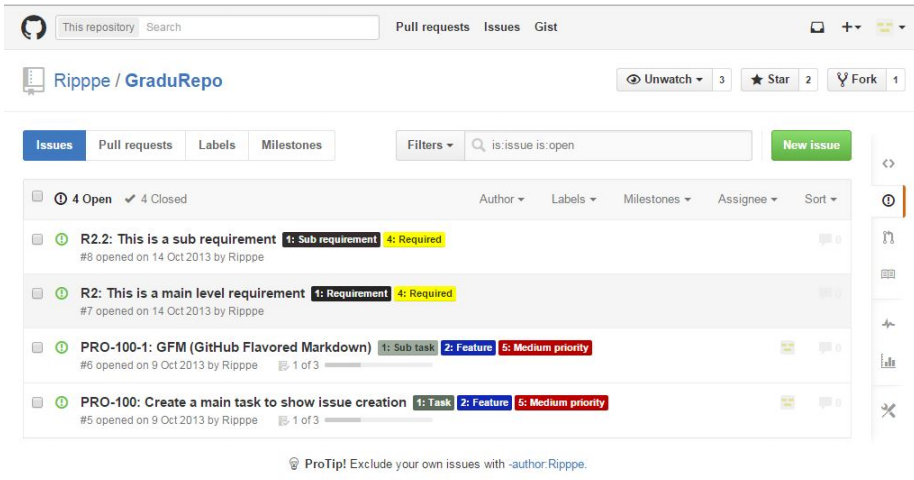 This repository Search Pull requests Issues Gist
Ripppe / GraduRepo Unwatch 3 Star 2 Fork 1
Issues Pull requests Labels Milestones Filters is:issue is:open New issue
4 Open 4 Closed Author Labels Milestones Assignee Sort
R2.2: This is a sub requirement 1: Sub requirement 4: Required 0
#8 opened on 14 Oct 2013 by Ripppe
R2: This is a main level requirement 1: Requirement 4: Required 0
#7 opened on 14 Oct 2013 by Ripppe
PRO-100-1: GFM (GitHub Flavored Markdown) 1: Sub task 2: Feature 5: Medium priority 0
#6 opened on 9 Oct 2013 by Ripppe 1 of 3
PRO-100: Create a main task to show issue creation 1: Task 2: Feature 5: Medium priority 0
#5 opened on 9 Oct 2013 by Ripppe 1 of 3
ProTip! Exclude your own issues with -author:Ripppe.